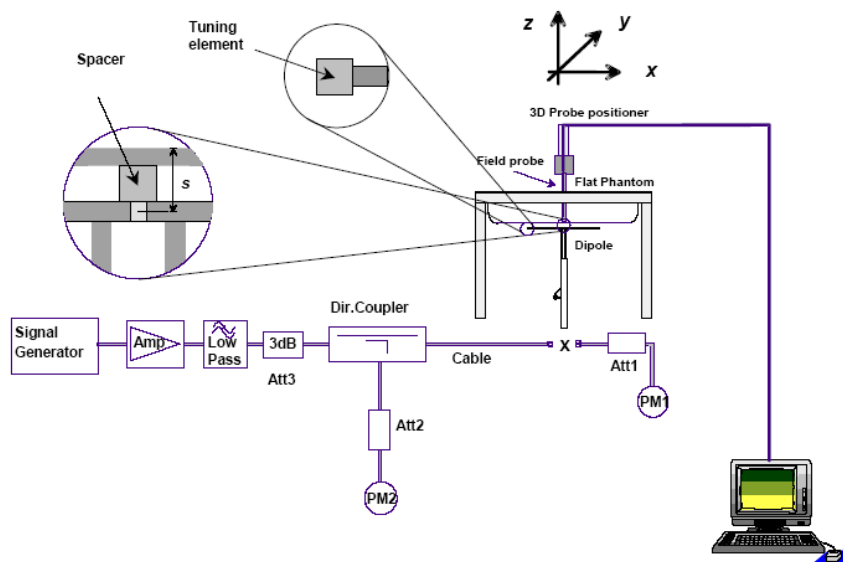 z
y
x
Tuning
element
Spacer
3D Probe positioner
Field probe
Flat Phantom
s
Dipole
Dir.Coupler
Signal
Generator
Amp
Low
Pass
3dB
Att3
Cable
X
Att1
PM1
Att2
PM2